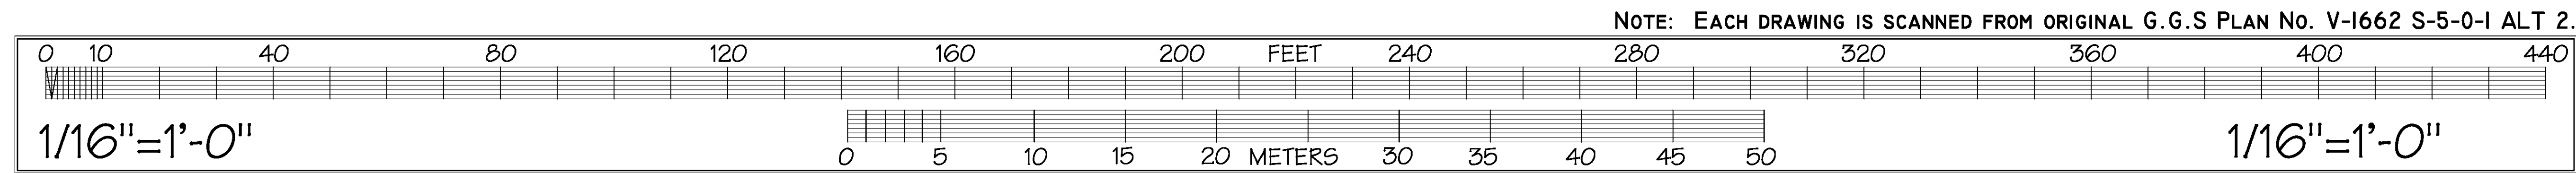 NOTE: EACH DRAWING IS SCANNED FROM ORIGINAL G.G.S PLAN NO. V-1662 S-5-0-1 ALT 2.
0 10 40 80 120 160 200 FEET 240 280 320 360 400 440
1/16"=1'-0" 1/16"=1'-0"
0 5 10 15 20 METERS 30 35 40 45 50